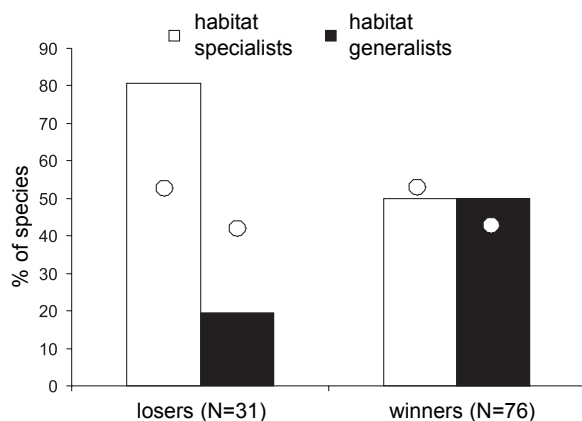 habitat specialists
habitat generalists
% of species
90
80
70
60
50
40
30
20
10
0
losers (N=31)
winners (N=76)